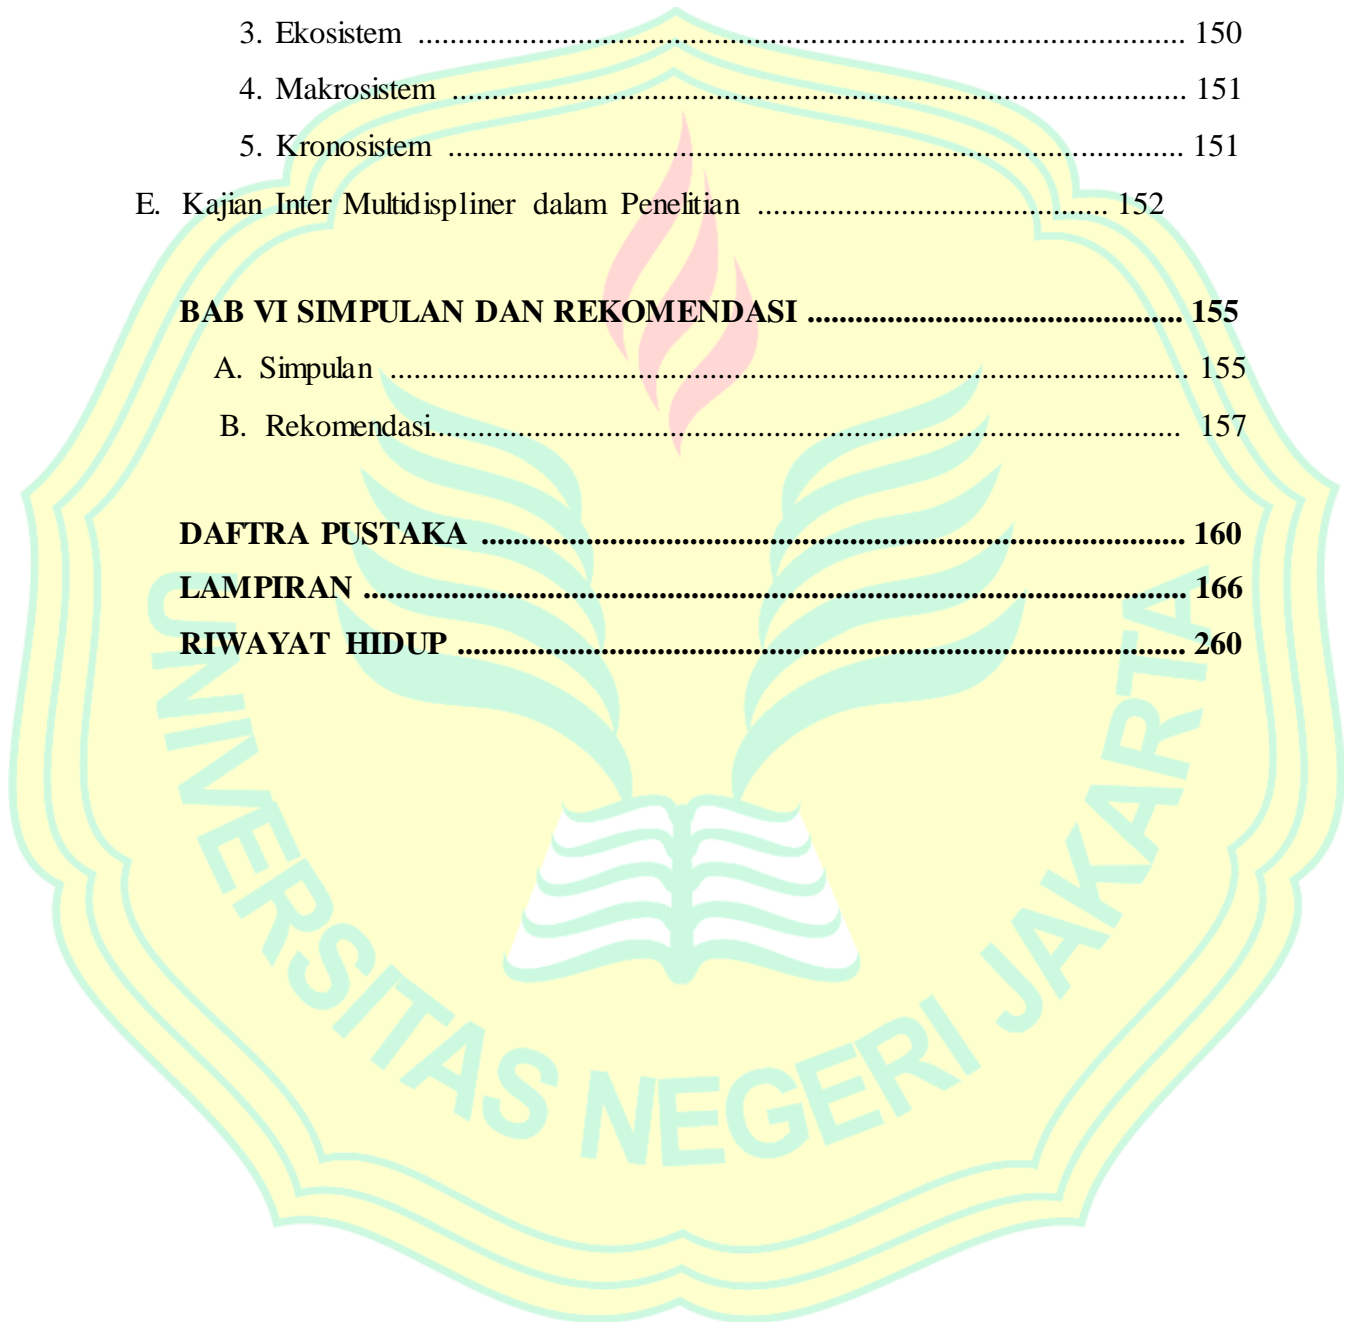 3. Ekosistem ................................................................................................ 150
4. Makrosistem ............................................................................................ 151
5. Kronosistem ............................................................................................ 151
E. Kajian Inter Multidispliner dalam Penelitian ............................................ 152
BAB VI SIMPULAN DAN REKOMENDASI ............................................... 155
A. Simpulan .................................................................................................... 155
B. Rekomendasi.............................................................................................. 157
DAFTRA PUSTAKA ........................................................................................ 160
LAMPIRAN ....................................................................................................... 166
RIWAYAT HIDUP ........................................................................................... 260
UNIVERSITAS NEGERI JAKARTA